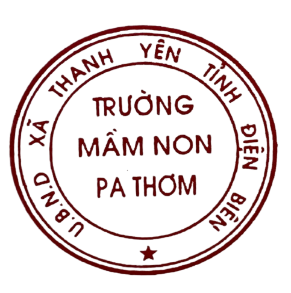 U.B.N.D XÃ THANH YÊN TỈNH ĐIỆN BIÊN
TRƯỜNG
MẦM NON
PA THƠM